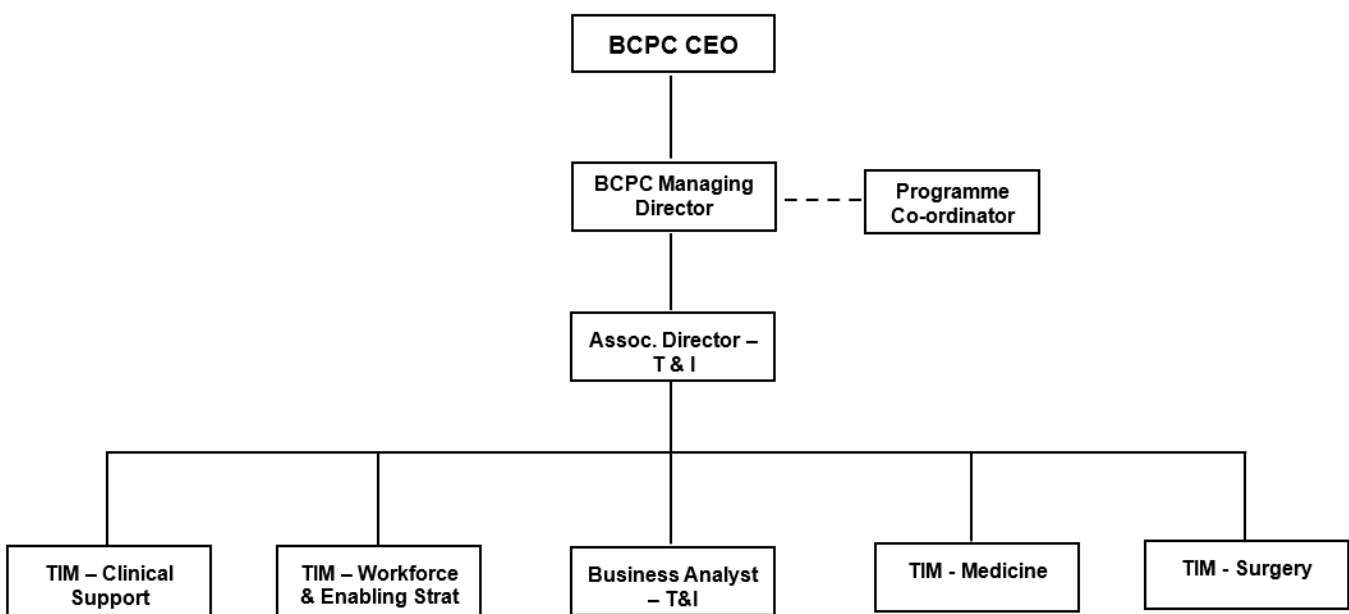 BCPC CEO
BCPC Managing
Director
Programme
Co-ordinator
Assoc. Director –
T & I
TIM – Clinical
Support
TIM – Workforce
& Enabling Strat
Business Analyst
– T&I
TIM - Medicine
TIM - Surgery